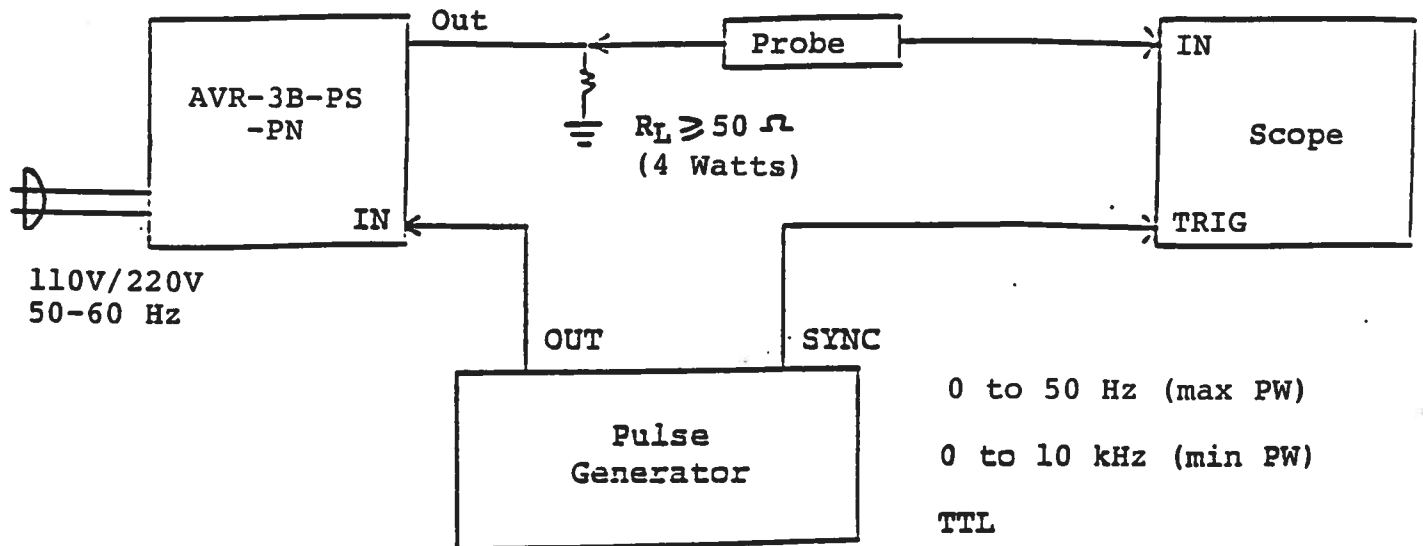 Out
Probe
IN
AVR-3B-PS
-PN
R_L ⩾ 50 Ω
(4 Watts)
Scope
IN
TRIG
110V/220V
50-60 Hz
OUT
SYNC
0 to 50 Hz (max PW)
Pulse
Generator
0 to 10 kHz (min PW)
TTL